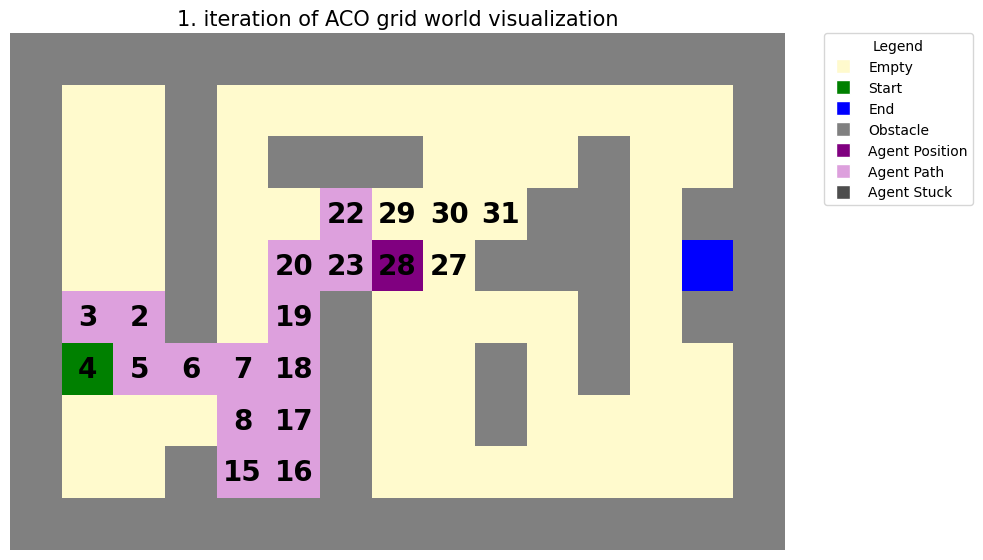 1. iteration of ACO grid world visualization
Legend
Empty
Start
End
Obstacle
Agent Position
Agent Path
Agent Stuck
22 29 30 31
20 23 28 27
3 2 19
4 5 6 7 18
8 17
15 16